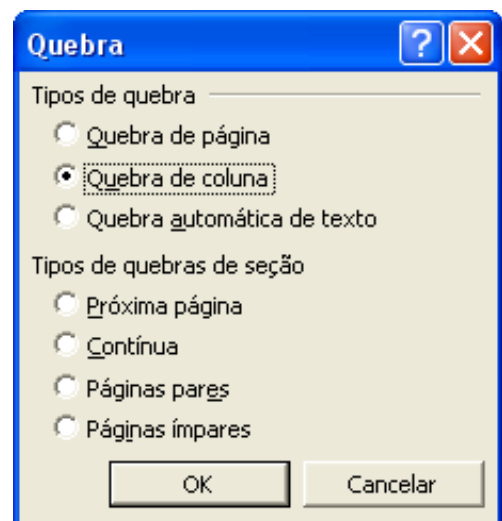 Quebra
Tipos de quebra
Quebra de página
Quebra de coluna
Quebra automática de texto
Tipos de quebras de seção
Próxima página
Contínua
Páginas pares
Páginas ímpares
OK Cancelar